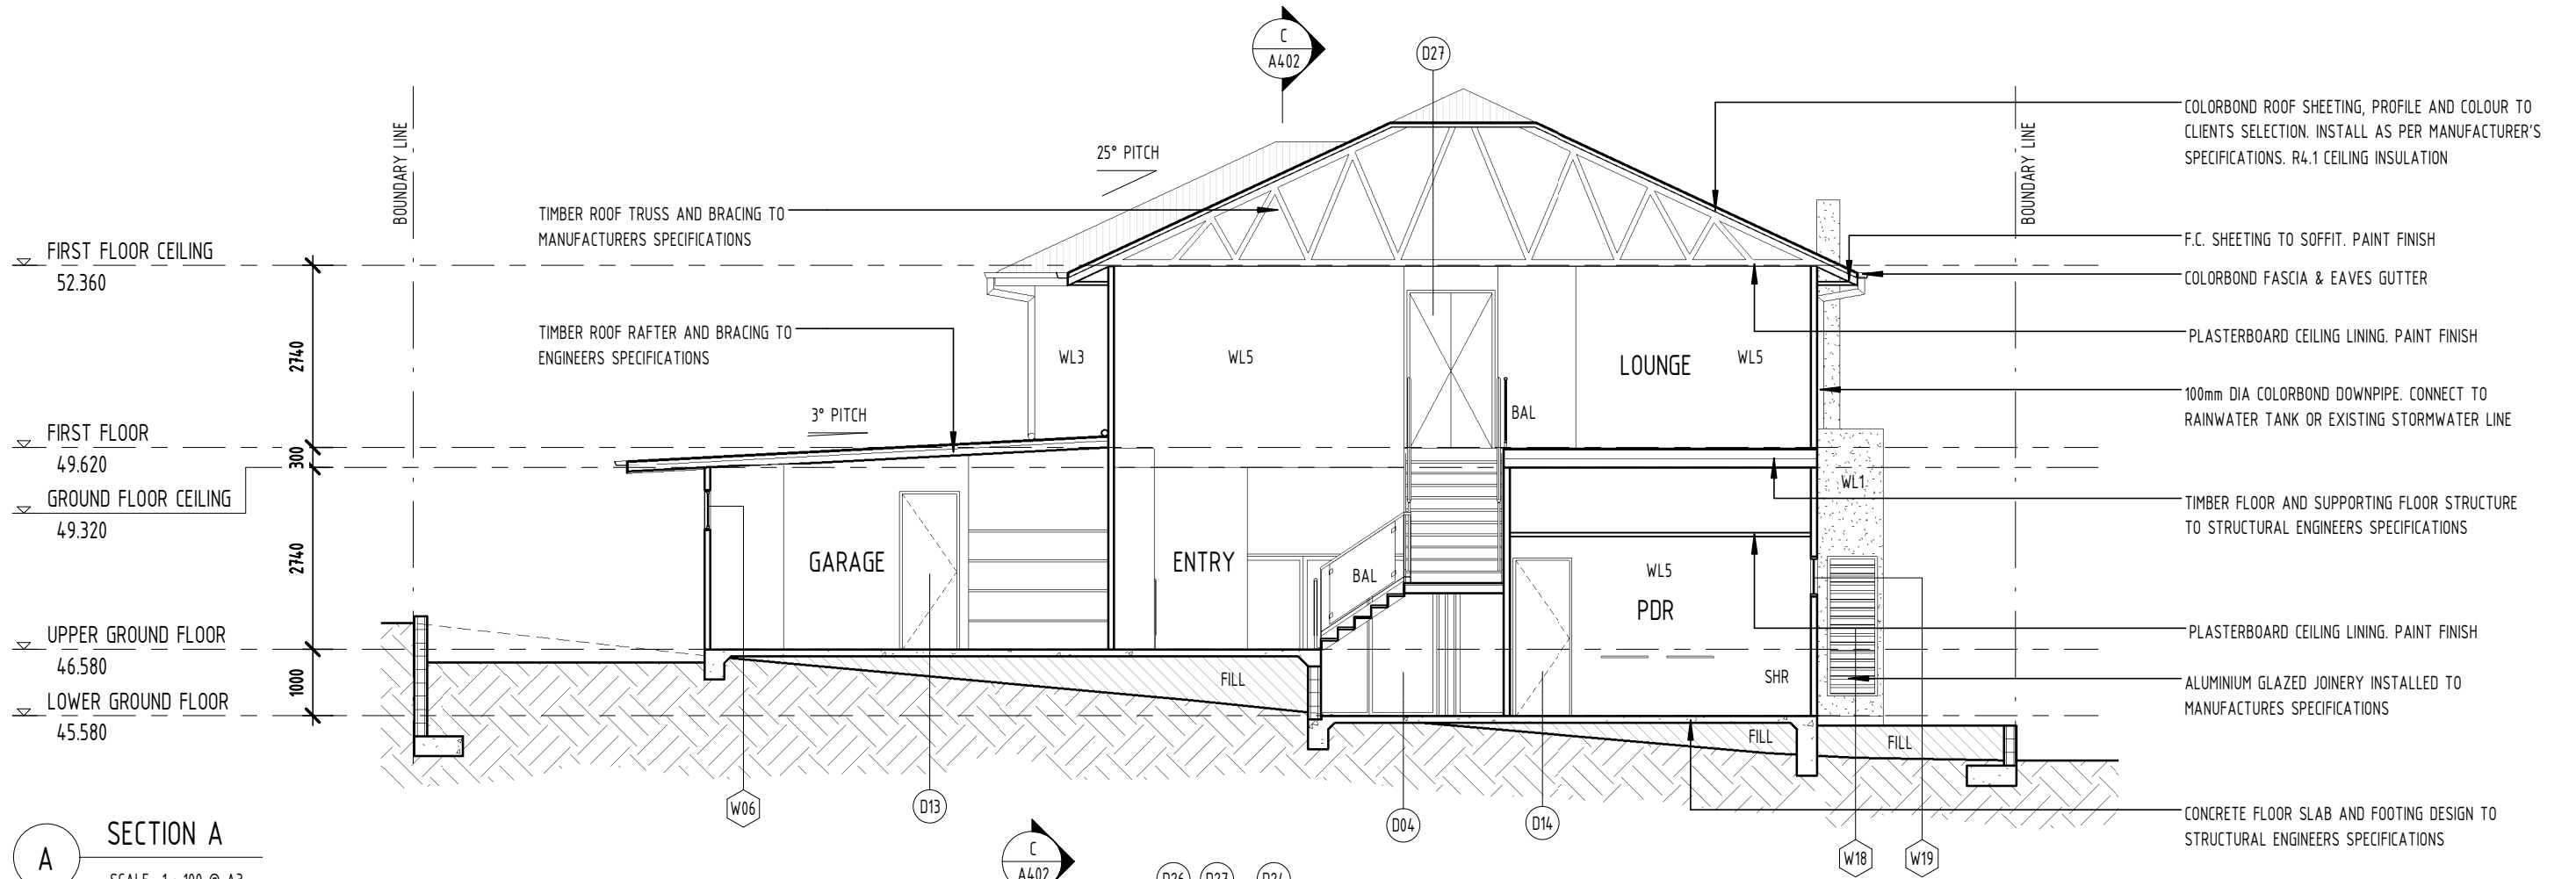 C
A402
D27
BOUNDARY LINE
25° PITCH
BOUNDARY LINE
COLORBOND ROOF SHEETING, PROFILE AND COLOUR TO
CLIENTS SELECTION. INSTALL AS PER MANUFACTURER'S
SPECIFICATIONS. R4.1 CEILING INSULATION
TIMBER ROOF TRUSS AND BRACING TO
MANUFACTURERS SPECIFICATIONS
F.C. SHEETING TO SOFFIT. PAINT FINISH
COLORBOND FASCIA & EAVES GUTTER
FIRST FLOOR CEILING
52.360
2740
TIMBER ROOF RAFTER AND BRACING TO
ENGINEERS SPECIFICATIONS
WL3
WL5
LOUNGE
WL5
PLASTERBOARD CEILING LINING. PAINT FINISH
100mm DIA COLORBOND DOWNPIPE. CONNECT TO
RAINWATER TANK OR EXISTING STORMWATER LINE
3° PITCH
BAL
FIRST FLOOR
49.620
300
GROUND FLOOR CEILING
49.320
WL1
TIMBER FLOOR AND SUPPORTING FLOOR STRUCTURE
TO STRUCTURAL ENGINEERS SPECIFICATIONS
2740
GARAGE
ENTRY
BAL
WL5
PDR
PLASTERBOARD CEILING LINING. PAINT FINISH
UPPER GROUND FLOOR
46.580
1000
LOWER GROUND FLOOR
45.580
FILL
SHR
ALUMINIUM GLAZED JOINERY INSTALLED TO
MANUFACTURES SPECIFICATIONS
FILL
FILL
W06
D13
D04
D14
CONCRETE FLOOR SLAB AND FOOTING DESIGN TO
STRUCTURAL ENGINEERS SPECIFICATIONS
W18
W19
A
SECTION A
SCALE 1 : 100 @ A3
C
A402
D26
D23
D24